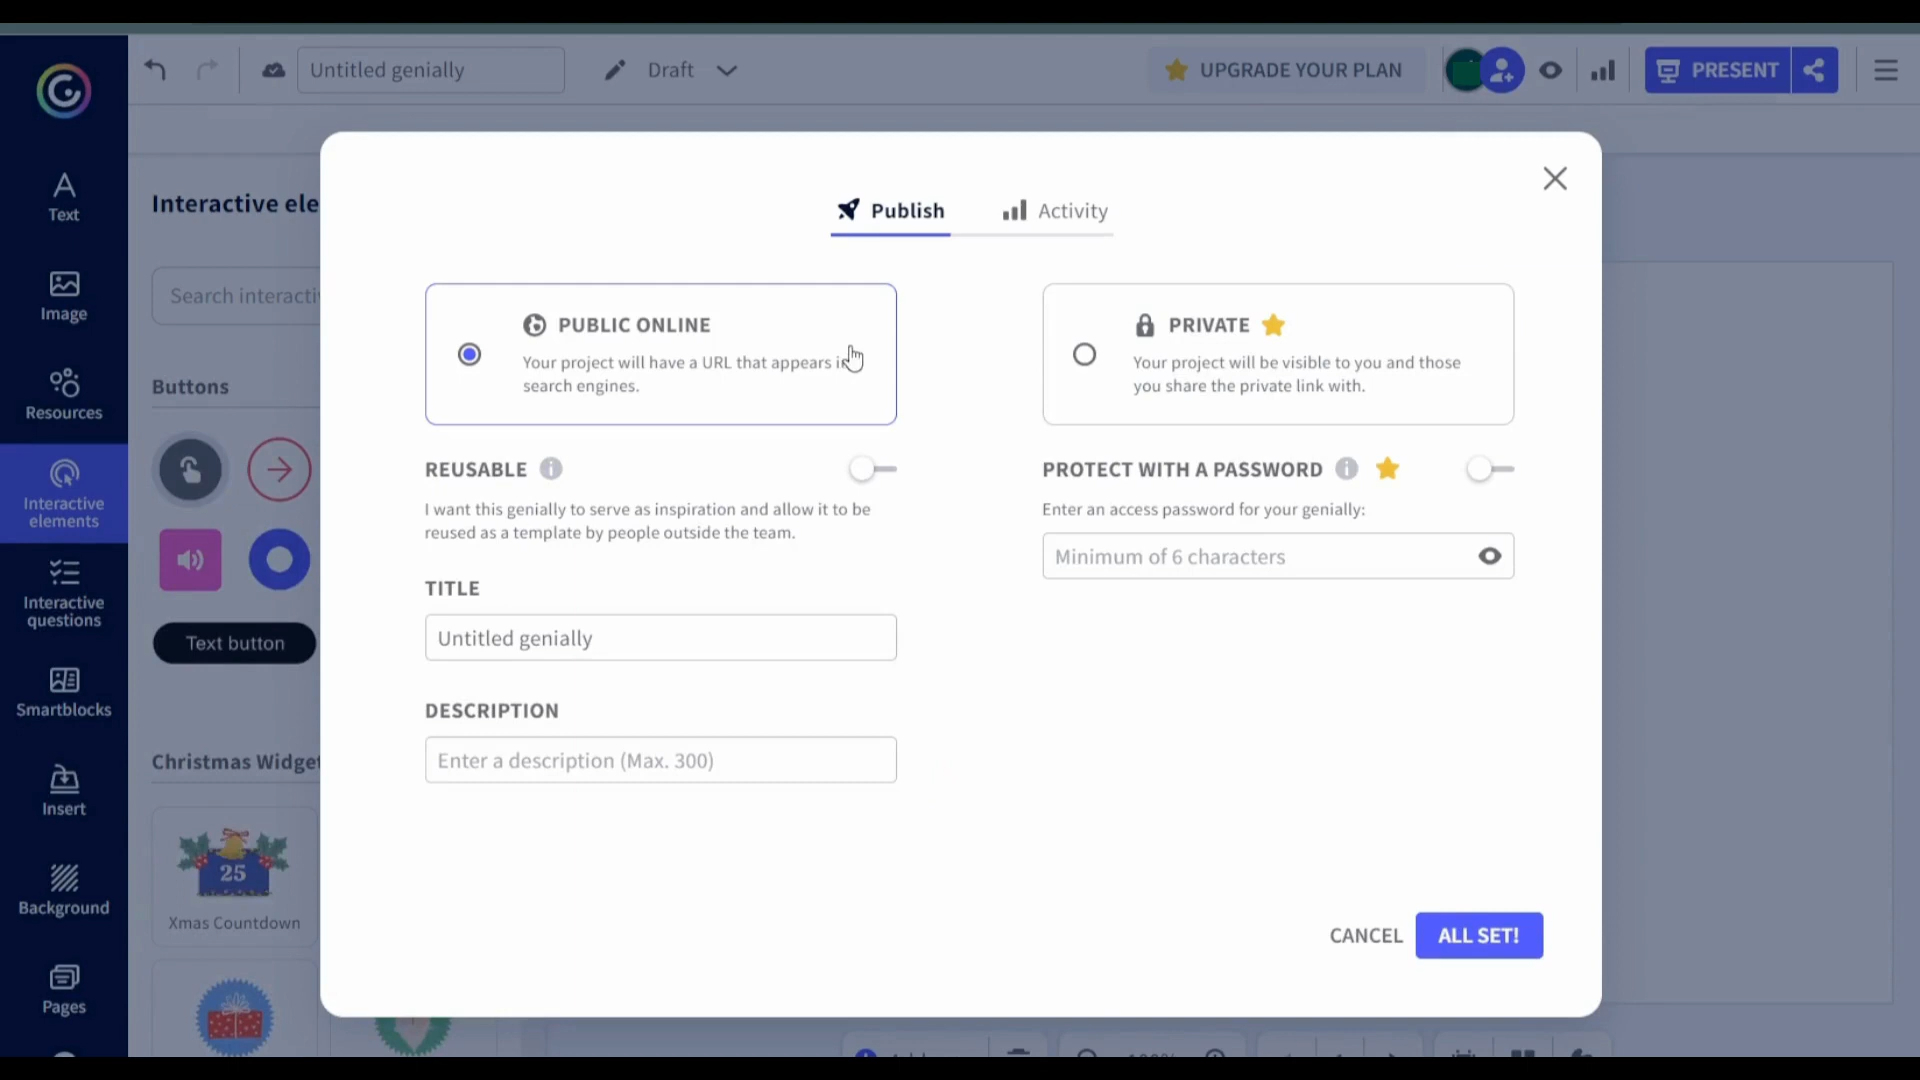 Untitled genially
Draft
UPGRADE YOUR PLAN
PRESENT
Text
Image
Resources
Interactive
elements
Interactive
questions
Smartblocks
Insert
Background
Pages
Interactive ele
Search interacti
Buttons
Text button
Christmas Widget
25
Xmas Countdown
Publish
Activity
PUBLIC ONLINE
Your project will have a URL that appears in
search engines.
PRIVATE
Your project will be visible to you and those
you share the private link with.
REUSABLE
I want this genially to serve as inspiration and allow it to be
reused as a template by people outside the team.
PROTECT WITH A PASSWORD
Enter an access password for your genially:
Minimum of 6 characters
TITLE
Untitled genially
DESCRIPTION
Enter a description (Max. 300)
CANCEL
ALL SET!